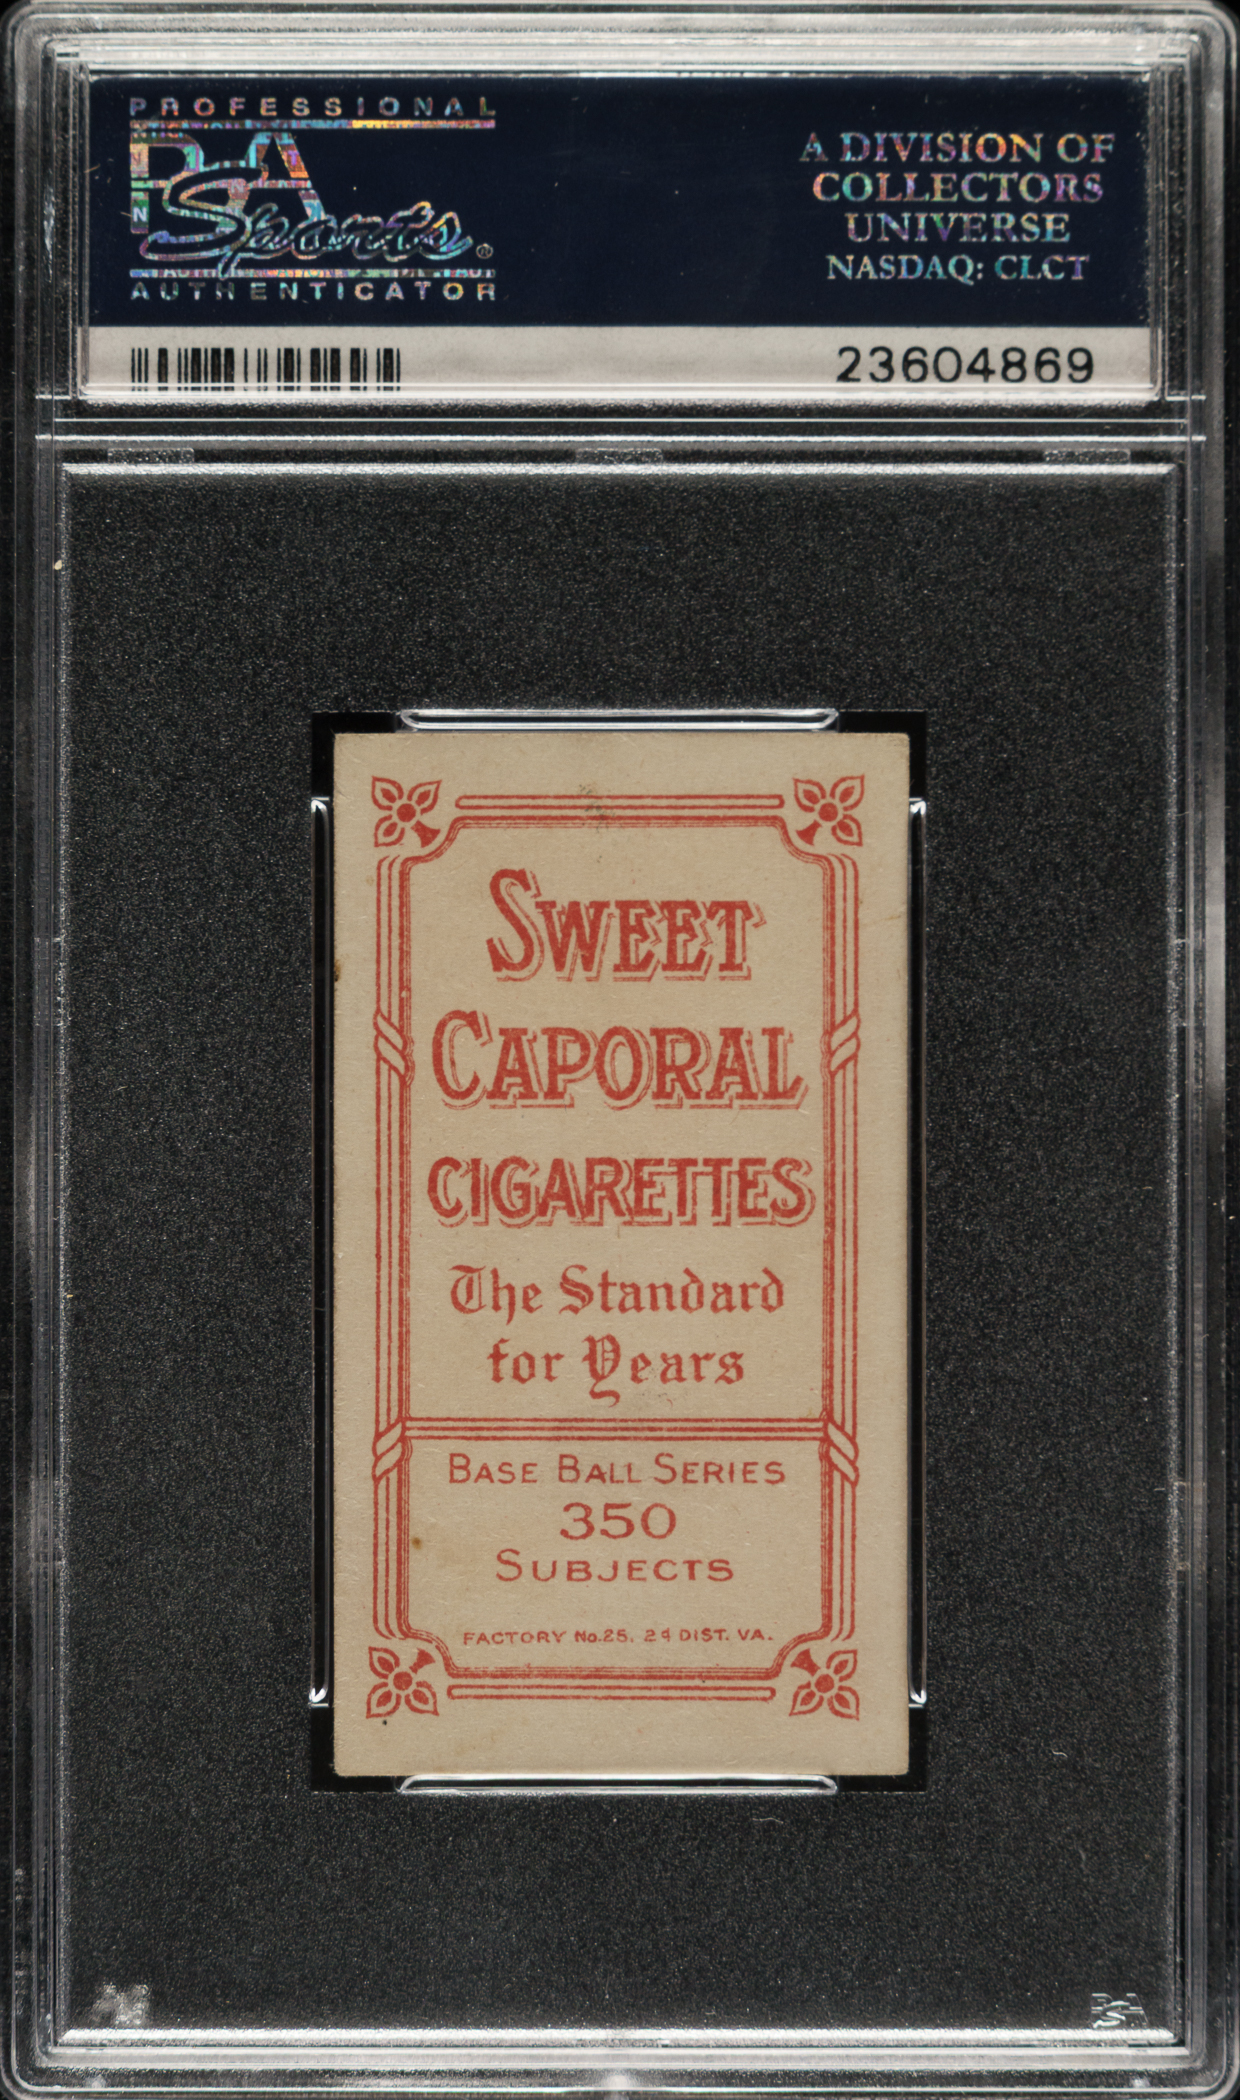 PROFESSIONAL
PSA
Sports®
AUTHENTICATOR
A DIVISION OF
COLLECTORS
UNIVERSE
NASDAQ: CLCT
23604869
SWEET
CAPORAL
CIGARETTES
The Standard
for Years
BASE BALL SERIES
350
SUBJECTS
FACTORY No.25, 2d DIST. VA.
PSA